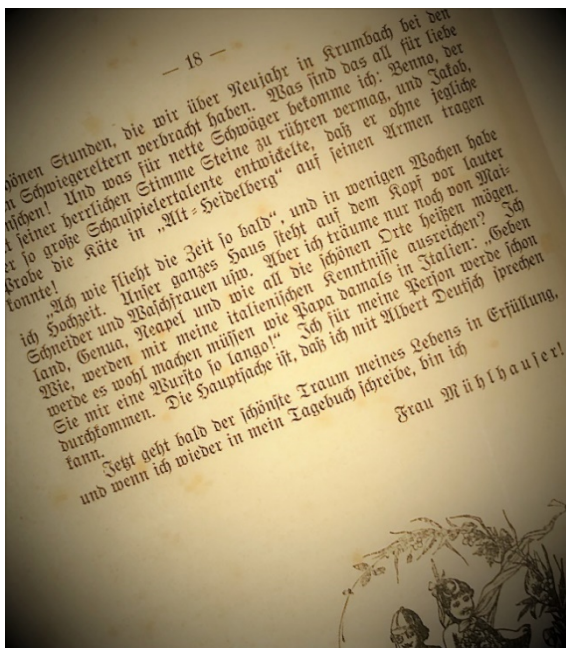 — 18 —
schönen Stunden, die wir über Neujahr in Krumbach bei den
n Schwiegereltern verbracht haben. Was sind das all für liebe
nschen! Und was für nette Schwäger bekomme ich: Benno, der
t seiner herrlichen Stimme Steine zu rühren vermag, und Jakob,
er so große Schauspielertalente entwickelte, daß er ohne jegliche
Probe die Käte in „Alt-Heidelberg“ auf seinen Armen tragen
konnte!
„Ach wie flieht die Zeit so bald“, und in wenigen Wochen habe
ich Hochzeit. Unser ganzes Haus steht auf dem Kopf vor lauter
Schneider und Waschfrauen usw. Aber ich träume nur noch von Mai-
land, Genua, Neapel und wie all die schönen Orte heißen mögen.
Wie, werden mir meine italienischen Kenntnisse ausreichen? Ich
werde es wohl machen müssen wie Papa damals in Italien: „Geben
Sie mir eine Wursto so lango!“ Ich für meine Person werde schon
durchkommen. Die Hauptsache ist, daß ich mit Albert Deutsch sprechen
kann.
Jetzt geht bald der schönste Traum meines Lebens in Erfüllung,
und wenn ich wieder in mein Tagebuch schreibe, bin ich
Frau Mühlhauser!